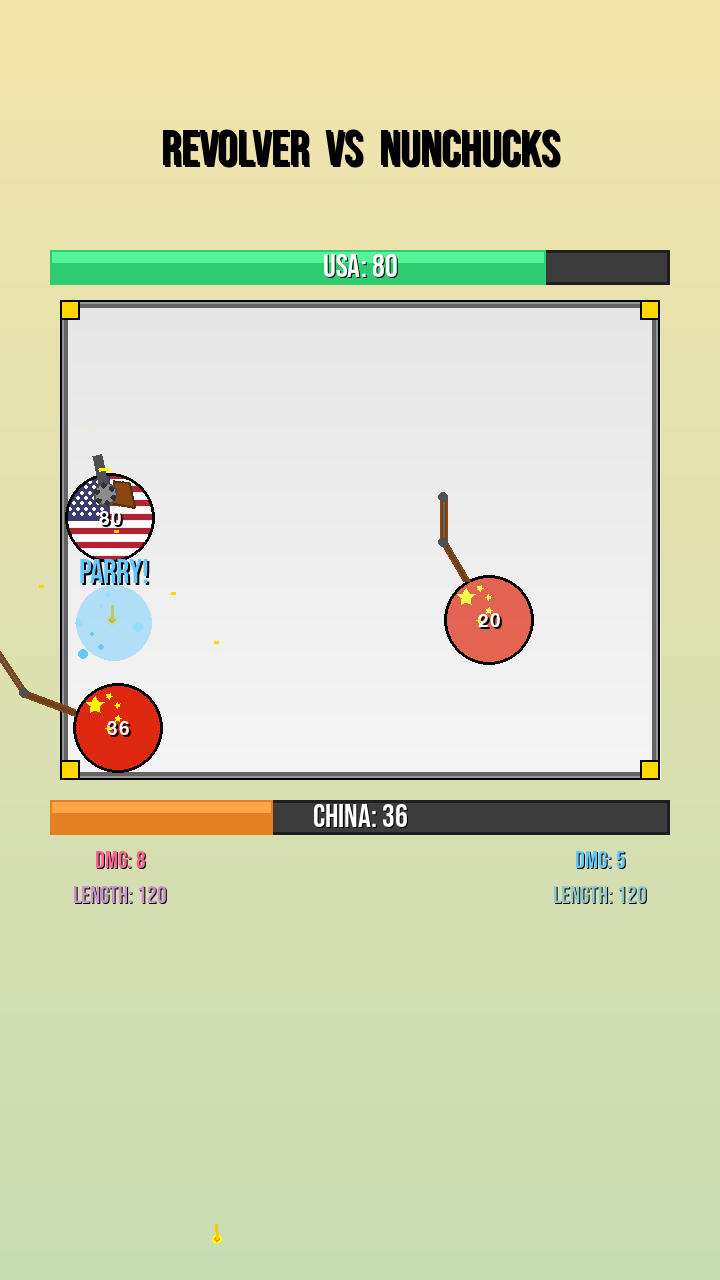 REVOLVER VS NUNCHUCKS
USA: 80
80
PARRY!
20
36
CHINA: 36
DMG: 8
DMG: 5
LENGTH: 120
LENGTH: 120